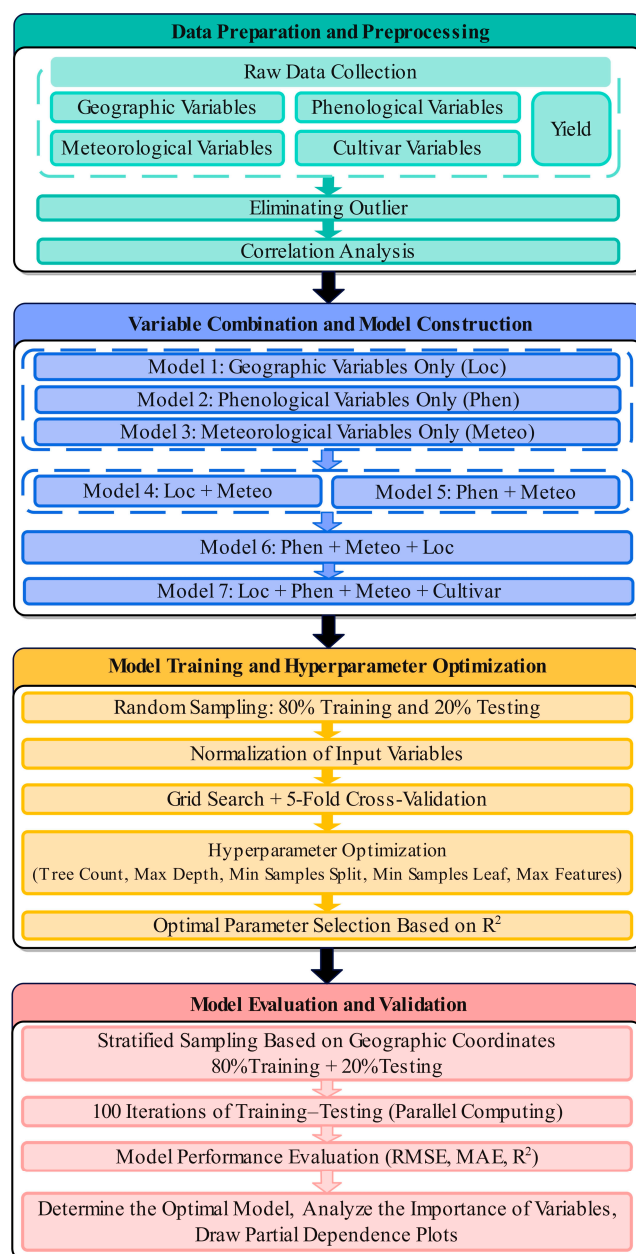 Data Preparation and Preprocessing
Raw Data Collection
Geographic Variables
Phenological Variables
Yield
Meteorological Variables
Cultivar Variables
Eliminating Outlier
Correlation Analysis
Variable Combination and Model Construction
Model 1: Geographic Variables Only (Loc)
Model 2: Phenological Variables Only (Phen)
Model 3: Meteorological Variables Only (Meteo)
Model 4: Loc + Meteo
Model 5: Phen + Meteo
Model 6: Phen + Meteo + Loc
Model 7: Loc + Phen + Meteo + Cultivar
Model Training and Hyperparameter Optimization
Random Sampling: 80% Training and 20% Testing
Normalization of Input Variables
Grid Search + 5-Fold Cross-Validation
Hyperparameter Optimization
(Tree Count, Max Depth, Min Samples Split, Min Samples Leaf, Max Features)
Optimal Parameter Selection Based on R²
Model Evaluation and Validation
Stratified Sampling Based on Geographic Coordinates
80%Training + 20%Testing
100 Iterations of Training–Testing (Parallel Computing)
Model Performance Evaluation (RMSE, MAE, R²)
Determine the Optimal Model, Analyze the Importance of Variables,
Draw Partial Dependence Plots